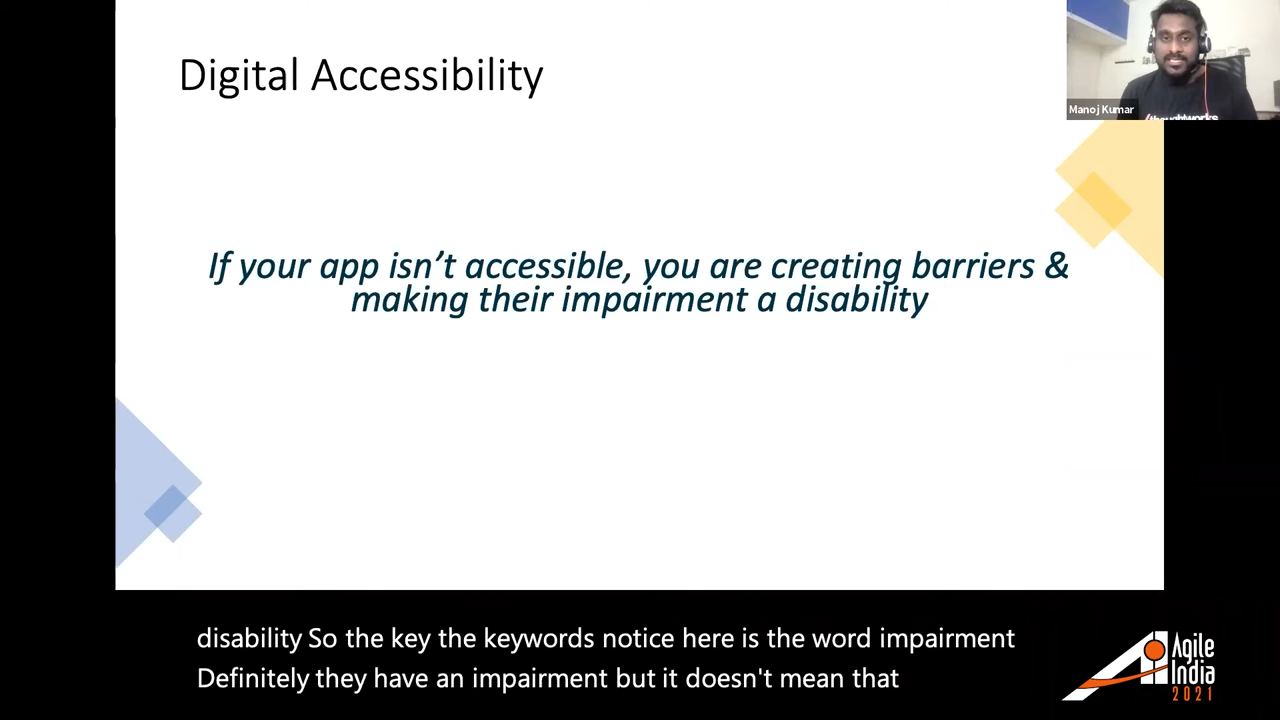 Digital Accessibility
Manoj Kumar
/thoughtworks
If your app isn’t accessible, you are creating barriers &
making their impairment a disability
disability So the key the keywords notice here is the word impairment
Definitely they have an impairment but it doesn't mean that
Agile
India
2021